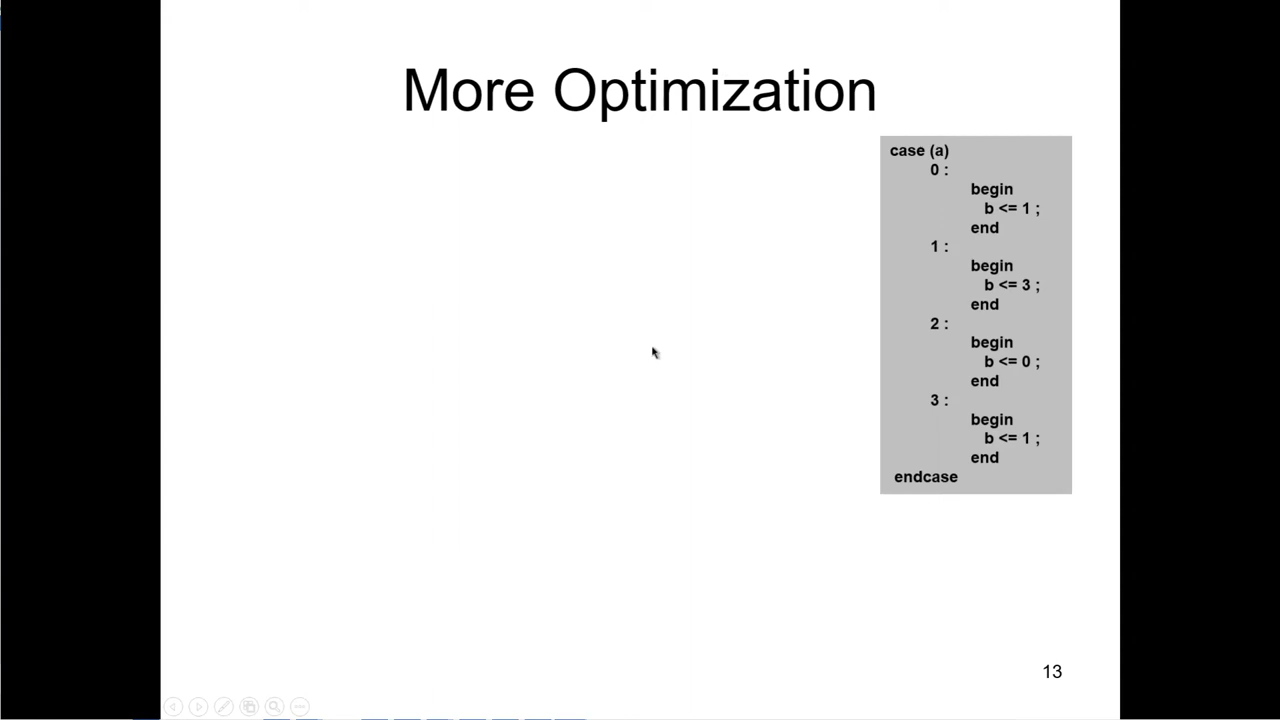 More Optimization
case (a)
0 :
begin
b <= 1 ;
end
1 :
begin
b <= 3 ;
end
2 :
begin
b <= 0 ;
end
3 :
begin
b <= 1 ;
end
endcase
13